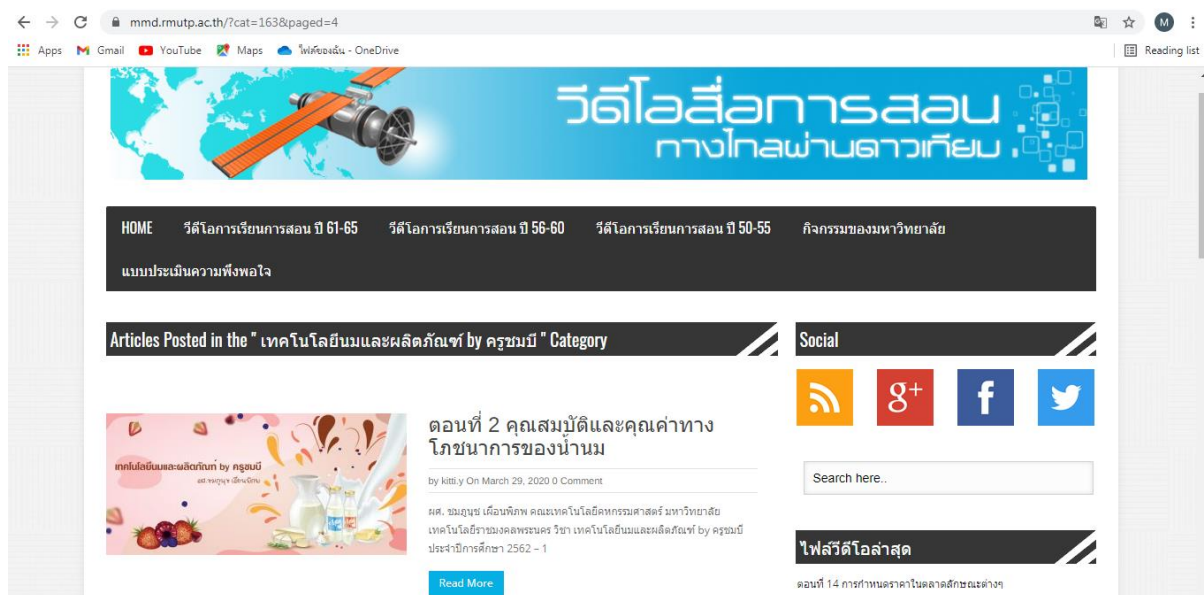 mmd.rmutp.ac.th/?cat=163&paged=4
M
Apps Gmail YouTube Maps ไฟล์ของฉัน - OneDrive Reading list
วีดีโอสื่อการสอน
ทางไกลผ่านดาวเทียม
HOME วีดีโอการเรียนการสอน ปี 61-65 วีดีโอการเรียนการสอน ปี 56-60 วีดีโอการเรียนการสอน ปี 50-55 กิจกรรมของมหาวิทยาลัย
แบบประเมินความพึงพอใจ
Articles Posted in the " เทคโนโลยีนมและผลิตภัณฑ์ by ครูชมบี " Category
Social
g+ f
เทคโนโลยีนมและผลิตภัณฑ์ by ครูชมบี
ตอนที่ 2 คุณสมบัติและคุณค่าทาง
โภชนาการของน้ำนม
by kitti.y On March 29, 2020 0 Comment
ผศ. ชมภูนุช เผื่อนพิภพ คณะเทคโนโลยีคหกรรมศาสตร์ มหาวิทยาลัย
เทคโนโลยีราชมงคลพระนคร วิชา เทคโนโลยีนมและผลิตภัณฑ์ by ครูชมบี
ประจำปีการศึกษา 2562 – 1
Read More
Search here..
ไฟล์วีดีโอล่าสุด
ตอนที่ 14 การกำหนดราคาในตลาดลักษณะต่างๆ